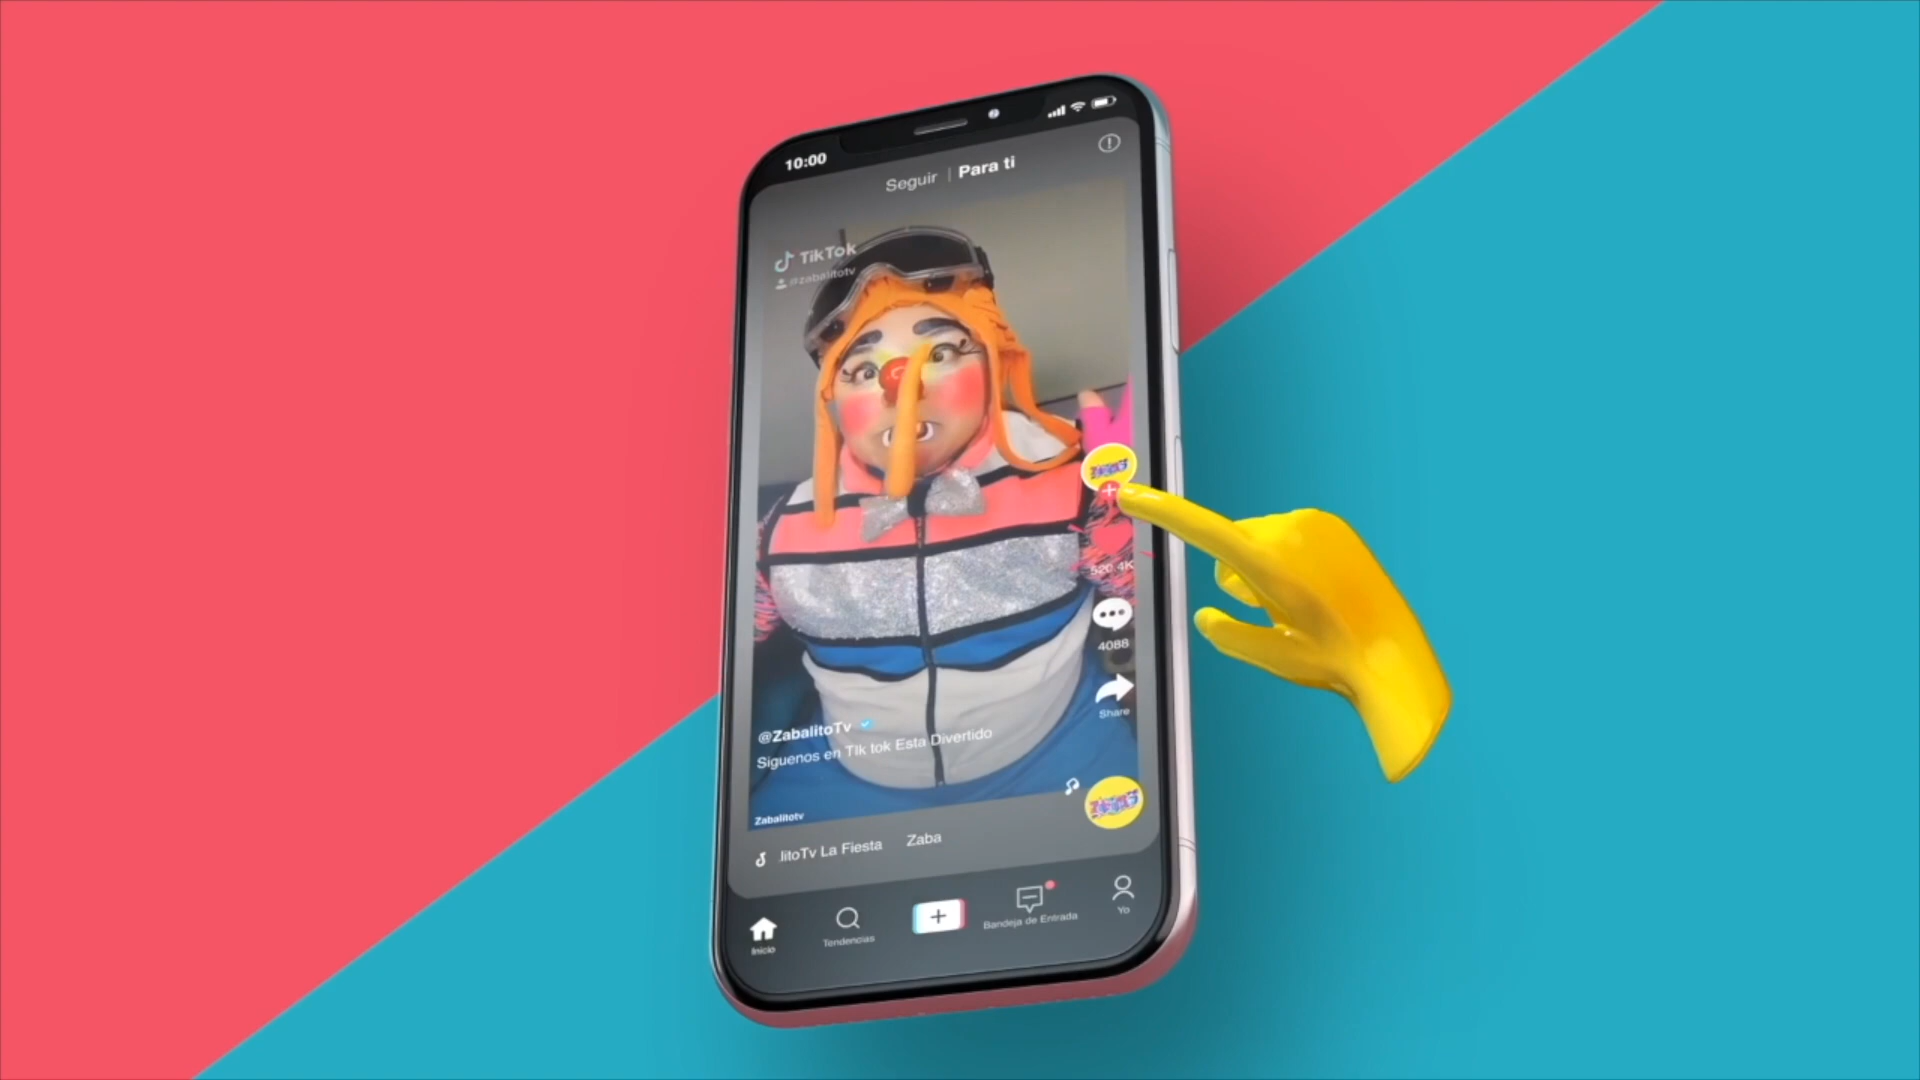 10:00
Seguir | Para ti
TikTok
@zabalitotv
520.4K
4088
Share
@ZabalitoTv
Siguenos en TIk tok Esta Divertido
Zabalitotv
litoTv La Fiesta Zaba
Inicio
Tendencias
Bandeja de Entrada
Yo